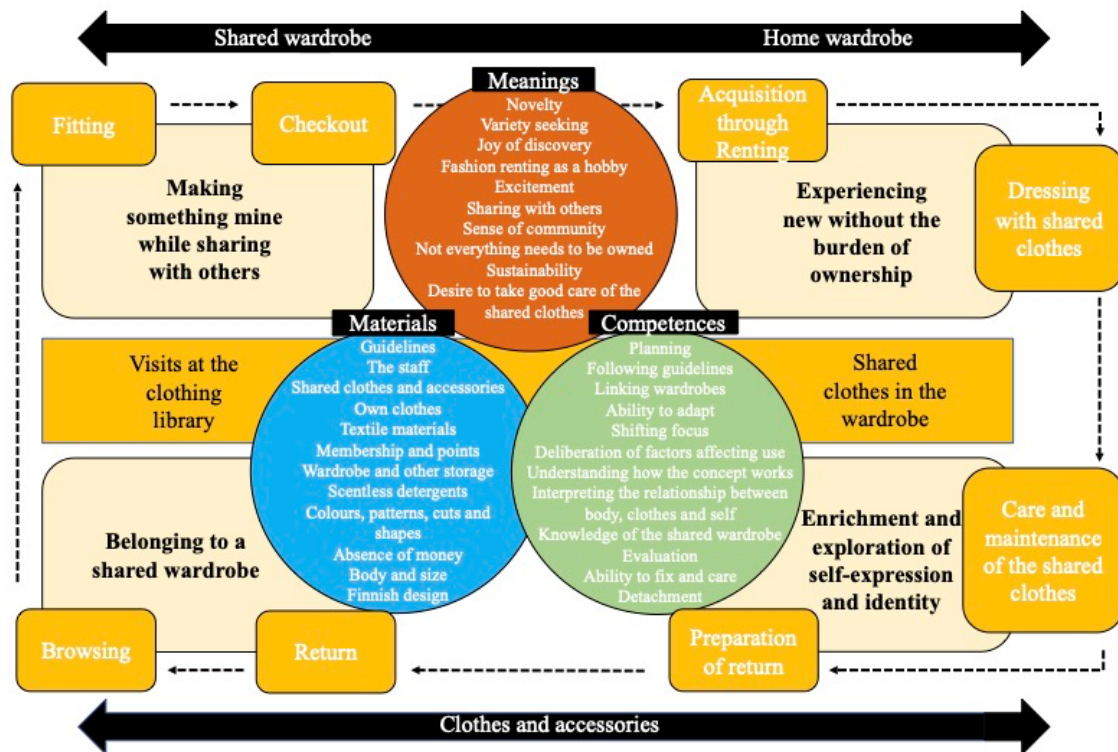 Shared wardrobe
Home wardrobe
Meanings
Novelty
Variety seeking
Joy of discovery
Fashion renting as a hobby
Excitement
Sharing with others
Sense of community
Not everything needs to be owned
Sustainability
Desire to take good care of the
shared clothes
Fitting
Checkout
Acquisition
through
Renting
Making
something mine
while sharing
with others
Experiencing
new without the
burden of
ownership
Dressing
with shared
clothes
Visits at the
clothing
library
Shared
clothes in the
wardrobe
Materials
Guidelines
The staff
Shared clothes and accessories
Own clothes
Textile materials
Membership and points
Wardrobe and other storage
Scentless detergents
Colours, patterns, cuts and
shapes
Absence of money
Body and size
Finnish design
Competences
Planning
Following guidelines
Linking wardrobes
Ability to adapt
Shifting focus
Deliberation of factors affecting use
Understanding how the concept works
Interpreting the relationship between
body, clothes and self
Knowledge of the shared wardrobe
Evaluation
Ability to fix and care
Detachment
Belonging to a
shared wardrobe
Enrichment and
exploration of
self-expression
and identity
Care and
maintenance
of the shared
clothes
Browsing
Return
Preparation
of return
Clothes and accessories